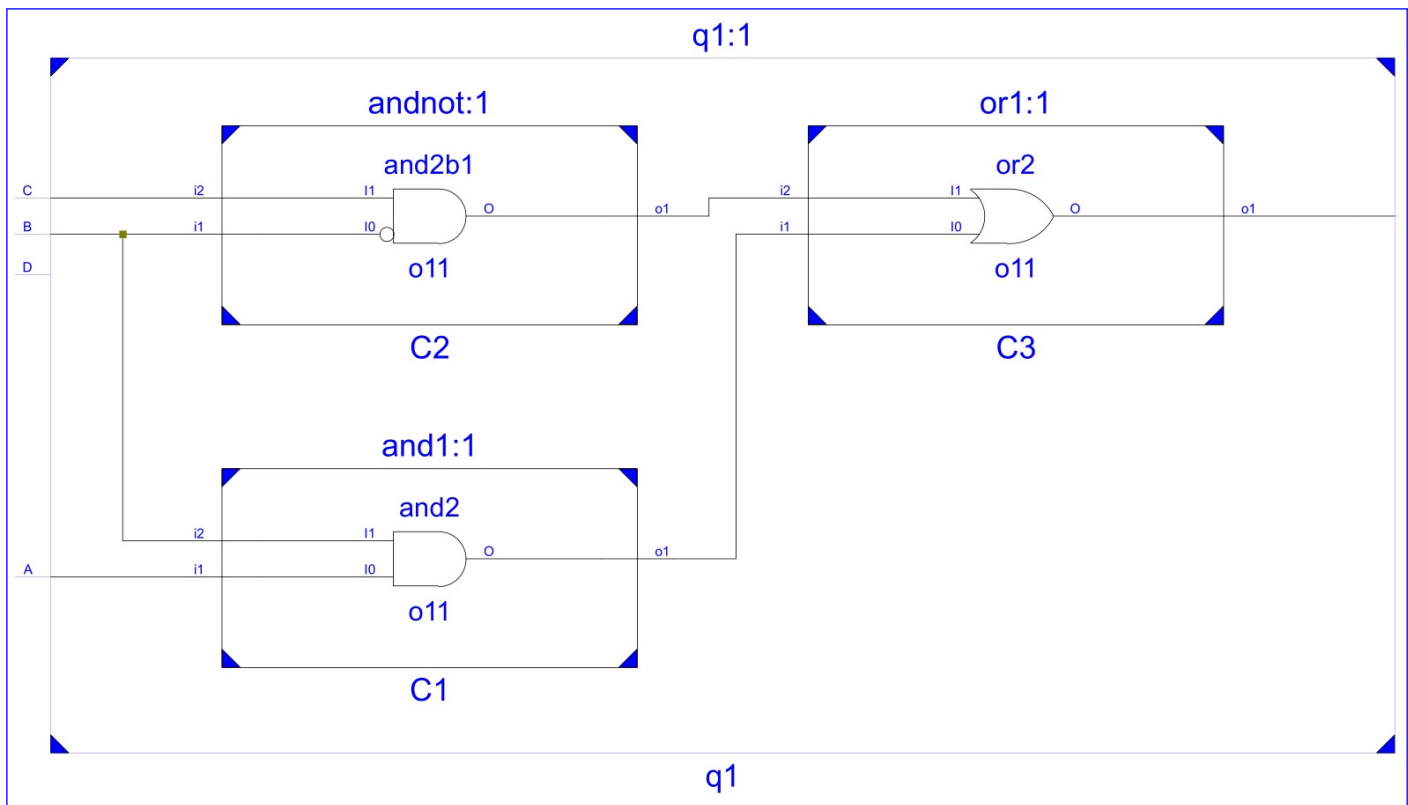 q1:1
andnot:1
or1:1
and2b1
or2
C
i2
I1
O
o1
i2
I1
O
o1
B
i1
I0
i1
I0
D
o11
o11
C2
C3
and1:1
and2
i2
I1
O
o1
A
i1
I0
o11
C1
q1